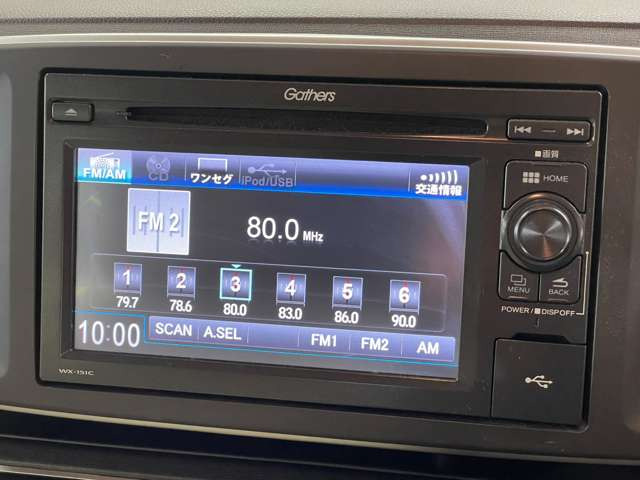 Gathers
FM/AM
CD
ワンセグ
iPod/USB
交通情報
画質
HOME
FM 2
80.0 MHz
1 2 3 4 5 6
79.7 78.6 80.0 83.0 86.0 90.0
MENU
BACK
POWER/■DISP OFF
10:00
SCAN A.SEL FM1 FM2 AM
WX-151C